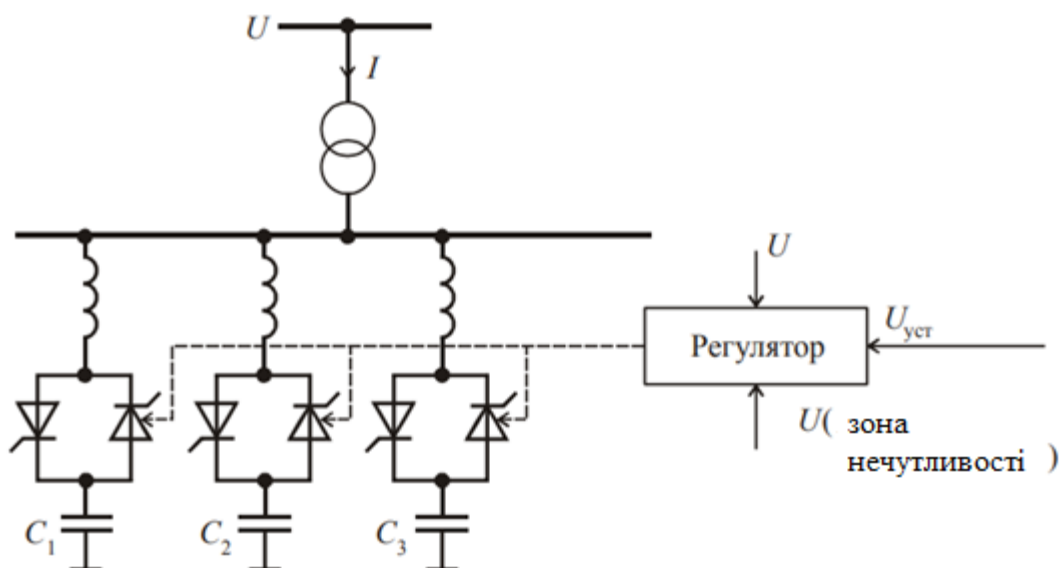 U
I
U
Регулятор
Uуст
U( зона
нечутливості )
C1
C2
C3